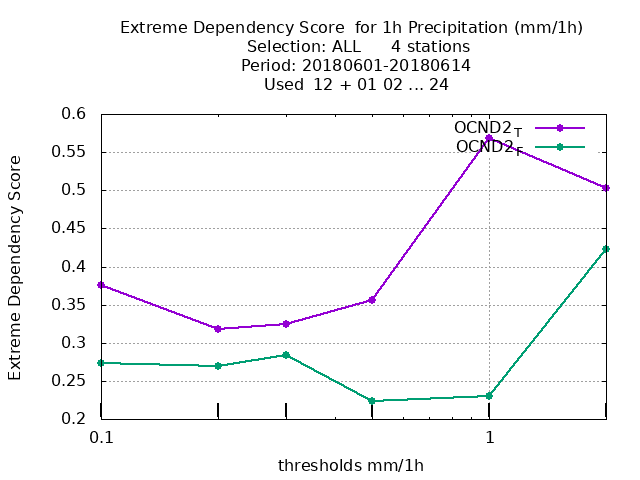 Extreme Dependency Score for 1h Precipitation (mm/1h)
Selection: ALL 4 stations
Period: 20180601-20180614
Used 12 + 01 02 ... 24
OCND2T
OCND2F
0.6
0.55
0.5
0.45
0.4
0.35
0.3
0.25
0.2
Extreme Dependency Score
0.1 1
thresholds mm/1h